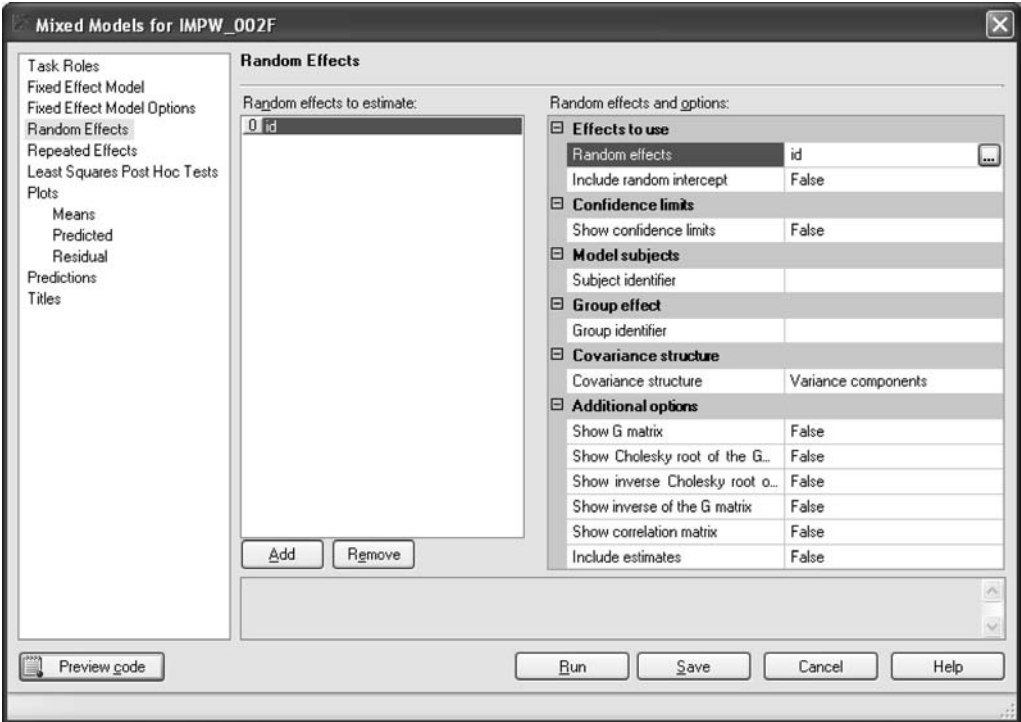 Mixed Models for IMPW_002F
Task Roles
Fixed Effect Model
Fixed Effect Model Options
Random Effects
Repeated Effects
Least Squares Post Hoc Tests
Plots
Means
Predicted
Residual
Predictions
Titles
Random Effects
Random effects to estimate:
0 id
Add Remove
Random effects and options:
Effects to use
Random effects id ...
Include random intercept False
Confidence limits
Show confidence limits False
Model subjects
Subject identifier
Group effect
Group identifier
Covariance structure
Covariance structure Variance components
Additional options
Show G matrix False
Show Cholesky root of the G... False
Show inverse Cholesky root o... False
Show inverse of the G matrix False
Show correlation matrix False
Include estimates False
Preview code Run Save Cancel Help